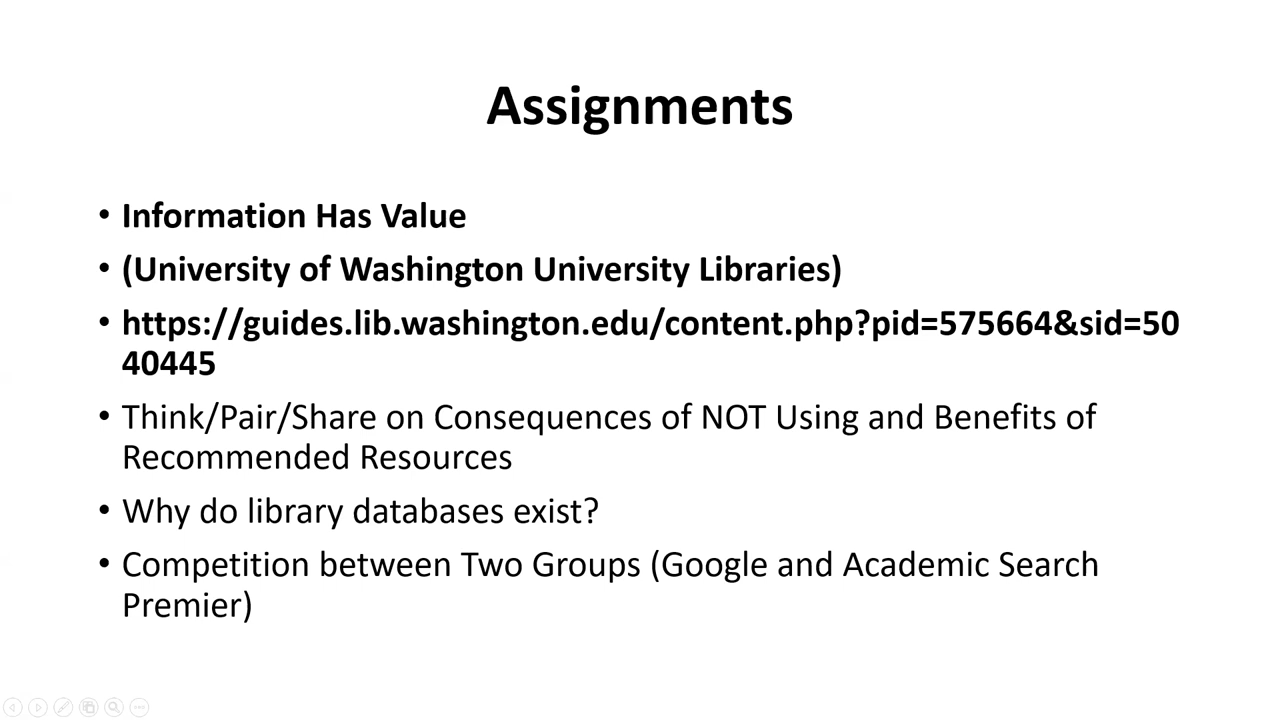 Assignments
• Information Has Value
• (University of Washington University Libraries)
• https://guides.lib.washington.edu/content.php?pid=575664&sid=50
40445
• Think/Pair/Share on Consequences of NOT Using and Benefits of
Recommended Resources
• Why do library databases exist?
• Competition between Two Groups (Google and Academic Search
Premier)